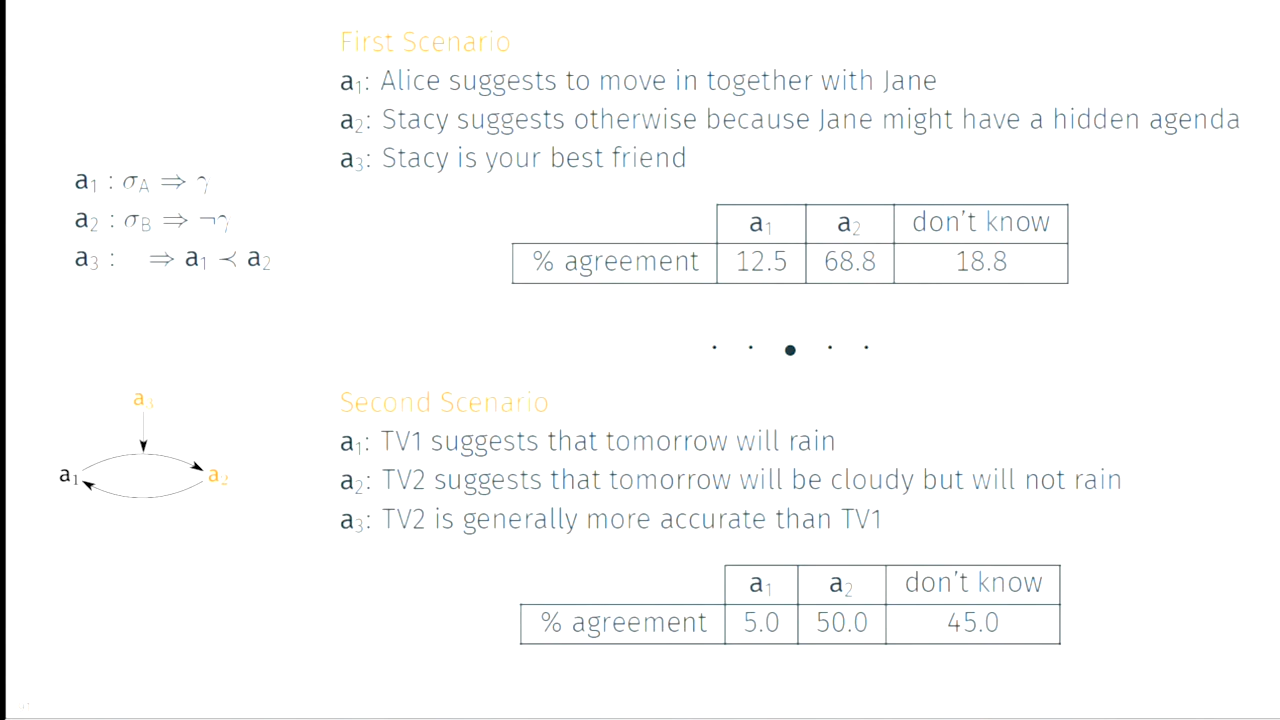 First Scenario
a₁: Alice suggests to move in together with Jane
a₂: Stacy suggests otherwise because Jane might have a hidden agenda
a₃: Stacy is your best friend
a₁ : σ_A ⇒ γ
a₂ : σ_B ⇒ ¬γ
a₃ : ⇒ a₁ ≺ a₂
a₁ a₂ don't know
% agreement 12.5 68.8 18.8
a₃
a₁ a₂
Second Scenario
a₁: TV1 suggests that tomorrow will rain
a₂: TV2 suggests that tomorrow will be cloudy but will not rain
a₃: TV2 is generally more accurate than TV1
a₁ a₂ don't know
% agreement 5.0 50.0 45.0